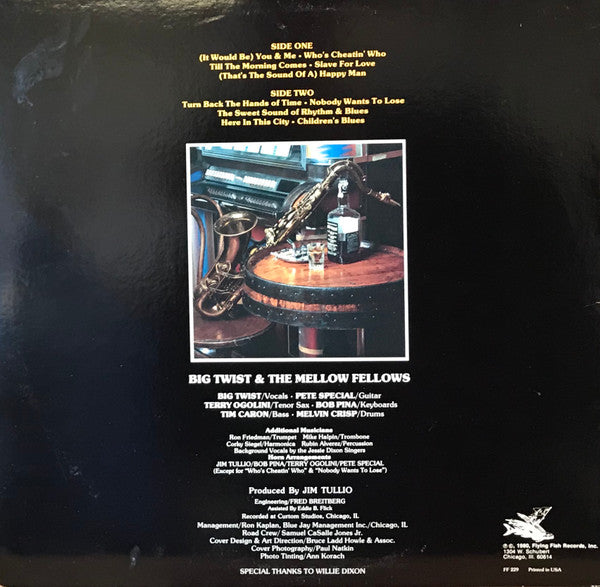 SIDE ONE
(It Would Be) You & Me • Who's Cheatin' Who
Till The Morning Comes • Slave For Love
(That's The Sound Of A) Happy Man
SIDE TWO
Turn Back The Hands of Time • Nobody Wants To Lose
The Sweet Sound of Rhythm & Blues
Here In This City • Children's Blues
BIG TWIST & THE MELLOW FELLOWS
BIG TWIST/Vocals • PETE SPECIAL/Guitar
TERRY OGOLINI/Tenor Sax • BOB PINA/Keyboards
TIM CARON/Bass • MELVIN CRISP/Drums
Additional Musicians
Ron Friedman/Trumpet Mike Halpin/Trombone
Corky Siegel/Harmonica Rubin Alverez/Percussion
Background Vocals by the Jessie Dixon Singers
Horn Arrangements
JIM TULLIO/BOB PINA/TERRY OGOLINI/PETE SPECIAL
(Except for "Who's Cheatin' Who" & "Nobody Wants To Lose")
Produced By JIM TULLIO
Engineering/FRED BREITBERG
Assisted By Eddie B. Flick
Recorded at Curtom Studios, Chicago, IL
Management/Ron Kaplan, Blue Jay Management Inc./Chicago, IL
Road Crew/Samuel CaSalle Jones Jr.
Cover Design & Art Direction/Bruce Ladd Howle & Assoc.
Cover Photography/Paul Natkin
Photo Tinting/Ann Korach
SPECIAL THANKS TO WILLIE DIXON
℗ ©, 1980, Flying Fish Records, Inc.
1304 W. Schubert
Chicago, Ill. 60614
FF 229 Printed in USA